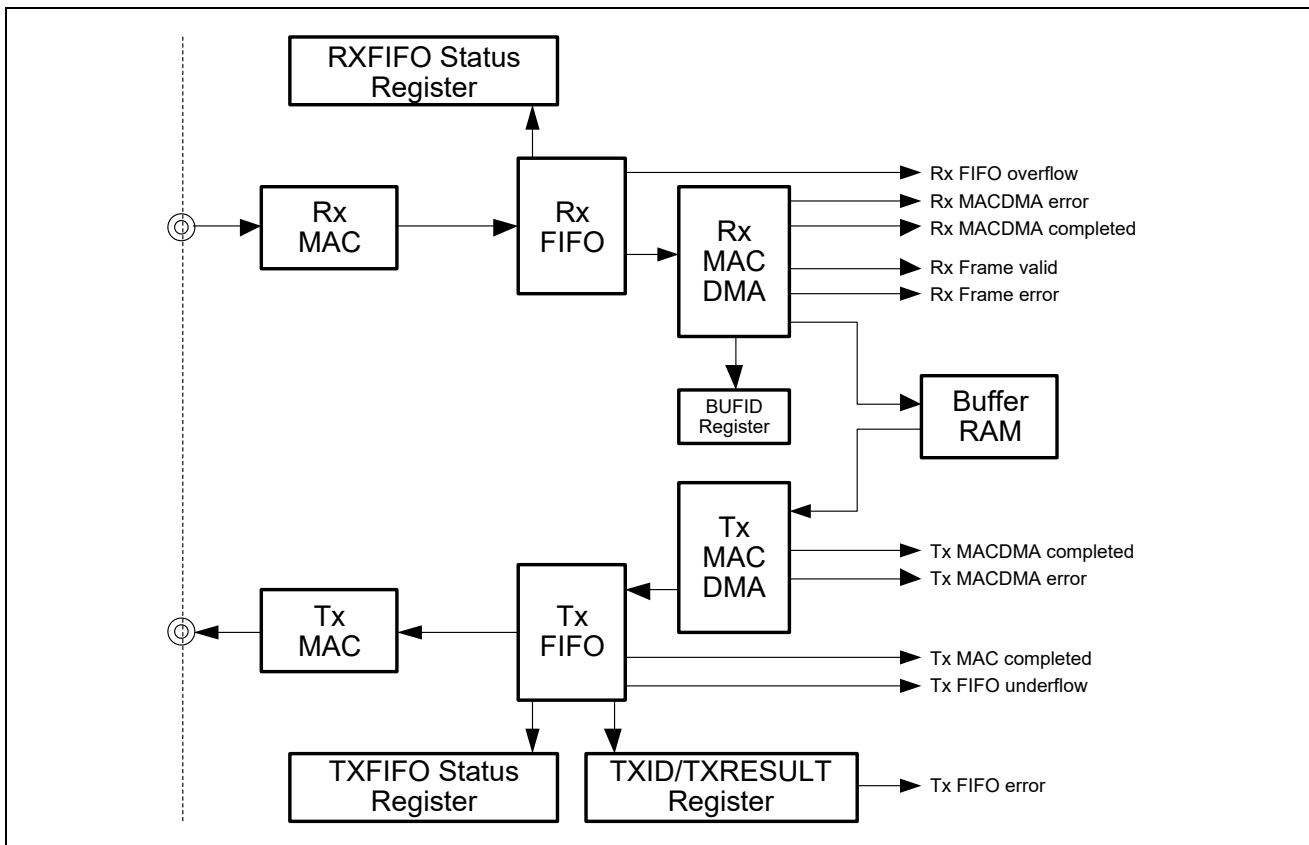 RXFIFO Status
Register
Rx FIFO overflow
Rx
MAC
Rx
FIFO
Rx
MAC
DMA
Rx MACDMA error
Rx MACDMA completed
Rx Frame valid
Rx Frame error
BUFID
Register
Buffer
RAM
Tx
MAC
DMA
Tx MACDMA completed
Tx MACDMA error
Tx
MAC
Tx
FIFO
Tx MAC completed
Tx FIFO underflow
TXFIFO Status
Register
TXID/TXRESULT
Register
Tx FIFO error